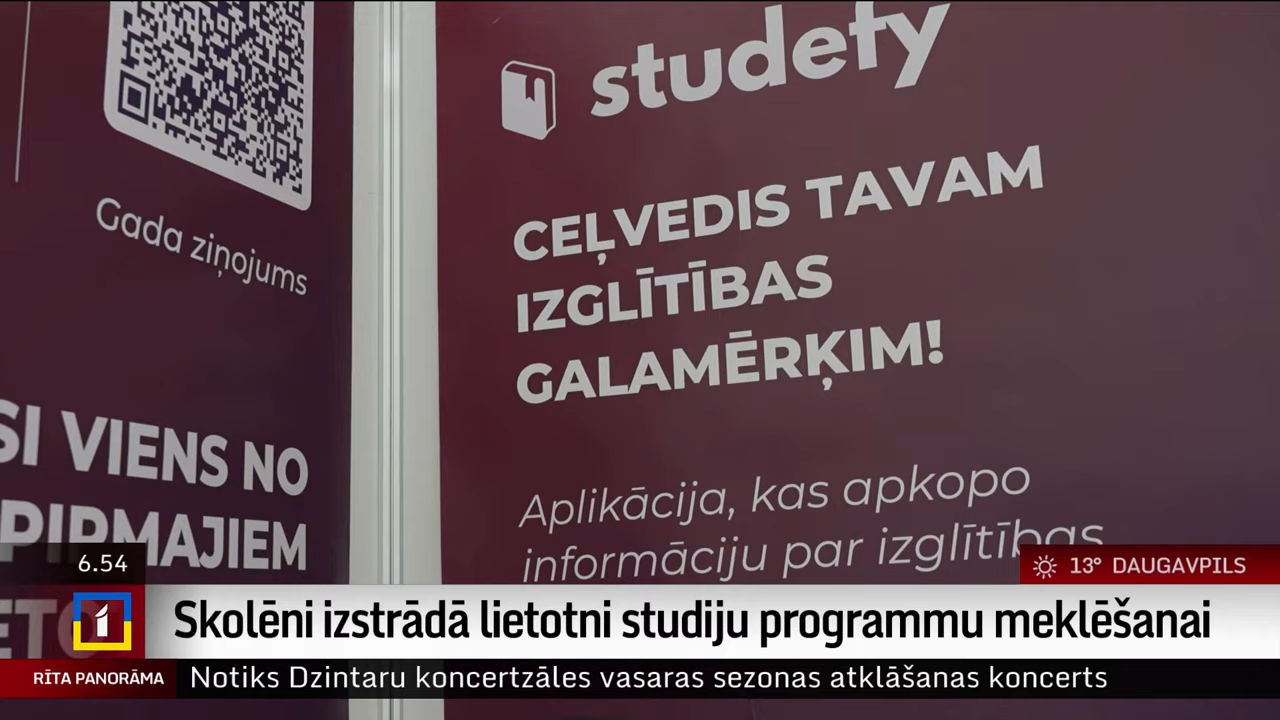 Gada ziņojums
SI VIENS NO
PIRMAJIEM
studefy
CEĻVEDIS TAVAM
IZGLĪTĪBAS
GALAMĒRĶIM!
Aplikācija, kas apkopo
informāciju par izglītības
6.54
13° DAUGAVPILS
1
Skolēni izstrādā lietotni studiju programmu meklēšanai
RĪTA PANORĀMA
Notiks Dzintaru koncertzāles vasaras sezonas atklāšanas koncerts